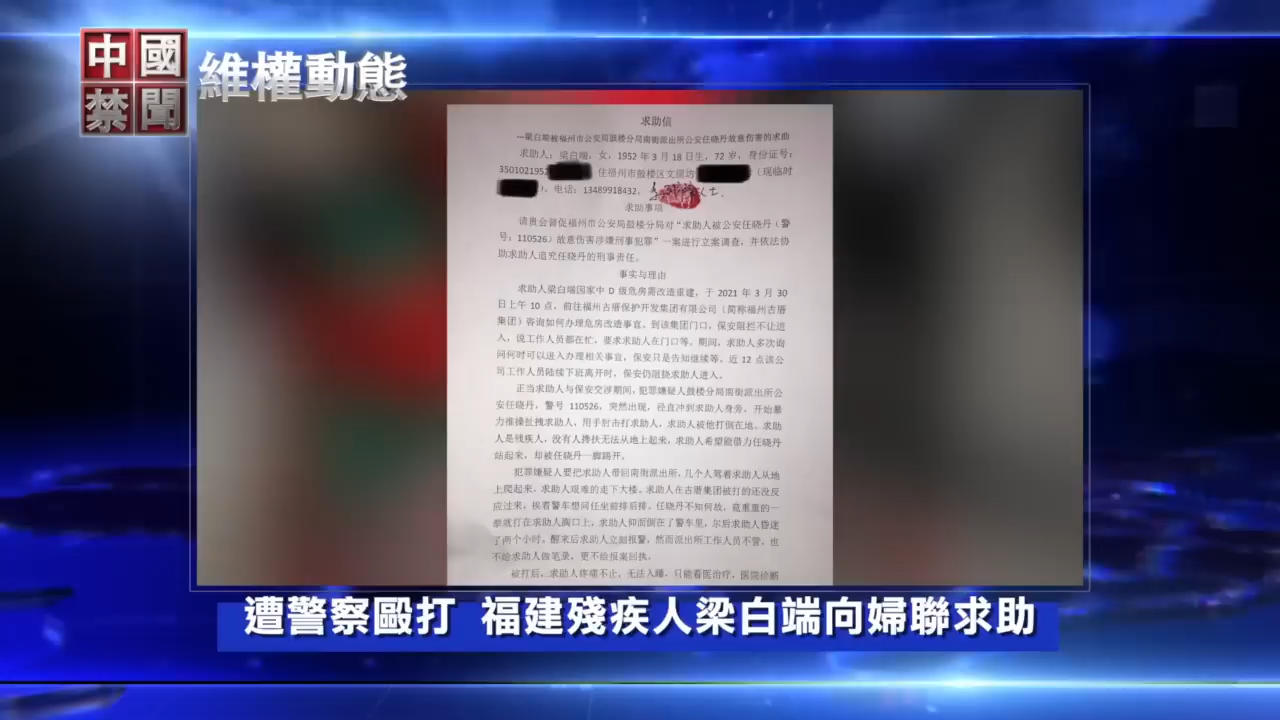 中國
禁聞
維權動態
求助信
---梁白端被福州市公安局鼓楼分局南街派出所公安任晓丹故意伤害的求助
求助人：梁白端，女，1952 年 3 月 18 日生，72 岁，身份证号：
3501021952 住福州市鼓楼区文儒坊 （现临时
），电话：13489918432，
求助事项
请贵会督促福州市公安局鼓楼分局对“求助人被公安任晓丹（警
号：110526）故意伤害涉嫌刑事犯罪”一案进行立案调查，并依法协
助求助人追究任晓丹的刑事责任。
事实与理由
求助人梁白端因家中 D 级危房需改造重建，于 2021 年 3 月 30
日上午 10 点，前往福州古厝保护开发集团有限公司（简称福州古厝
集团）咨询如何办理危房改造事宜。到该集团门口，保安阻拦不让进
入，说工作人员都在忙，要求求助人在门口等。期间，求助人多次询
问何时可以进入办理相关事宜，保安只是告知继续等。近 12 点该公
司工作人员陆续下班离开时，保安仍阻挠求助人进入。
正当求助人与保安交涉期间，犯罪嫌疑人鼓楼分局南街派出所公
安任晓丹，警号 110526，突然出现，径直冲到求助人身旁，开始暴
力推搡扯拽求助人，用手肘击打求助人，求助人被他打倒在地。求助
人是残疾人，没有人搀扶无法从地上起来，求助人希望能借力任晓丹
站起来，却被任晓丹一脚踢开。
犯罪嫌疑人要把求助人带回南街派出所，几个人驾着求助人从地
上爬起来，求助人艰难的走下大楼。求助人在古厝集团被打的还没反
应过来，挨着警车想问任坐前排后排。任晓丹不知何故，竟重重的一
拳就打在求助人胸口上，求助人仰面倒在了警车里，尔后求助人昏迷
了两个小时。醒来后求助人立刻报警，然而派出所工作人员不管，也
不给求助人做笔录，更不给报案回执。
被打后，求助人疼痛不止，无法入睡，只能看医治疗，医院诊断
遭警察毆打 福建殘疾人梁白端向婦聯求助